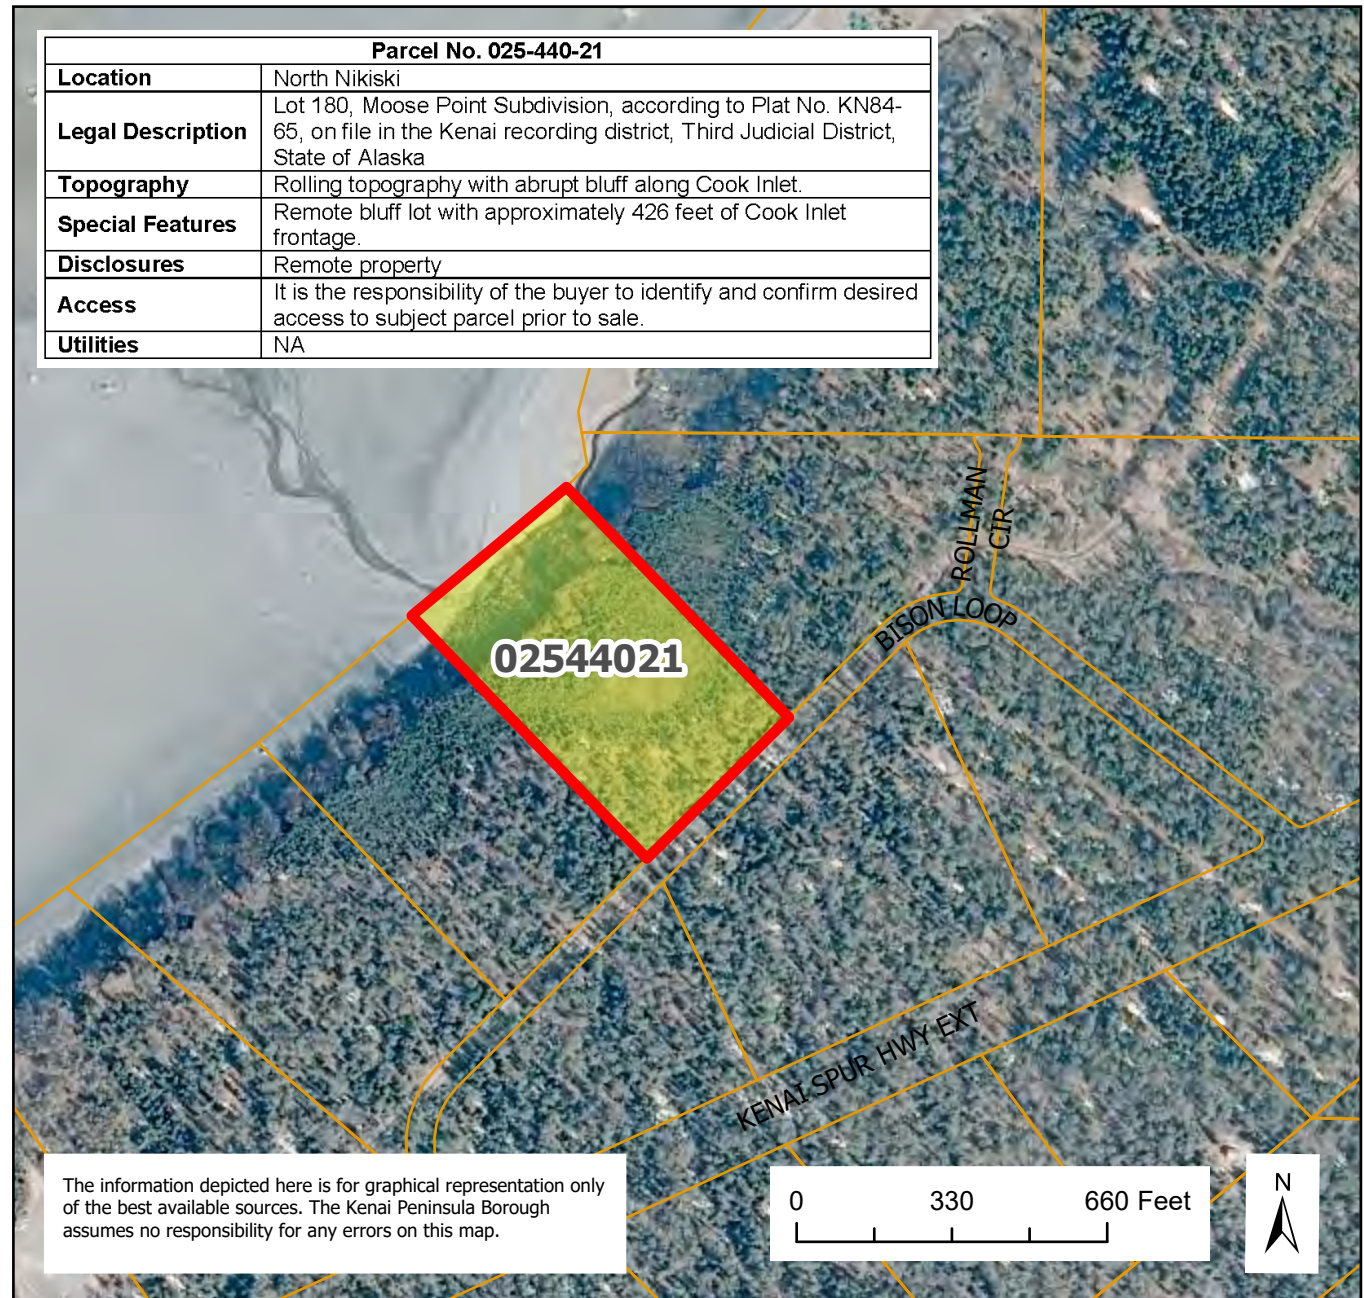 Parcel No. 025-440-21
Location North Nikiski
Legal Description Lot 180, Moose Point Subdivision, according to Plat No. KN84-
65, on file in the Kenai recording district, Third Judicial District,
State of Alaska
Topography Rolling topography with abrupt bluff along Cook Inlet.
Special Features Remote bluff lot with approximately 426 feet of Cook Inlet
frontage.
Disclosures Remote property
Access It is the responsibility of the buyer to identify and confirm desired
access to subject parcel prior to sale.
Utilities NA
ROLLMAN
CIR
BISON LOOP
02544021
KENAI SPUR HWY EXT
The information depicted here is for graphical representation only
of the best available sources. The Kenai Peninsula Borough
assumes no responsibility for any errors on this map.
0 330 660 Feet
N